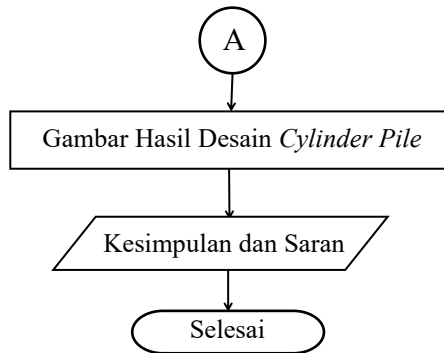 A
Gambar Hasil Desain Cylinder Pile
Kesimpulan dan Saran
Selesai